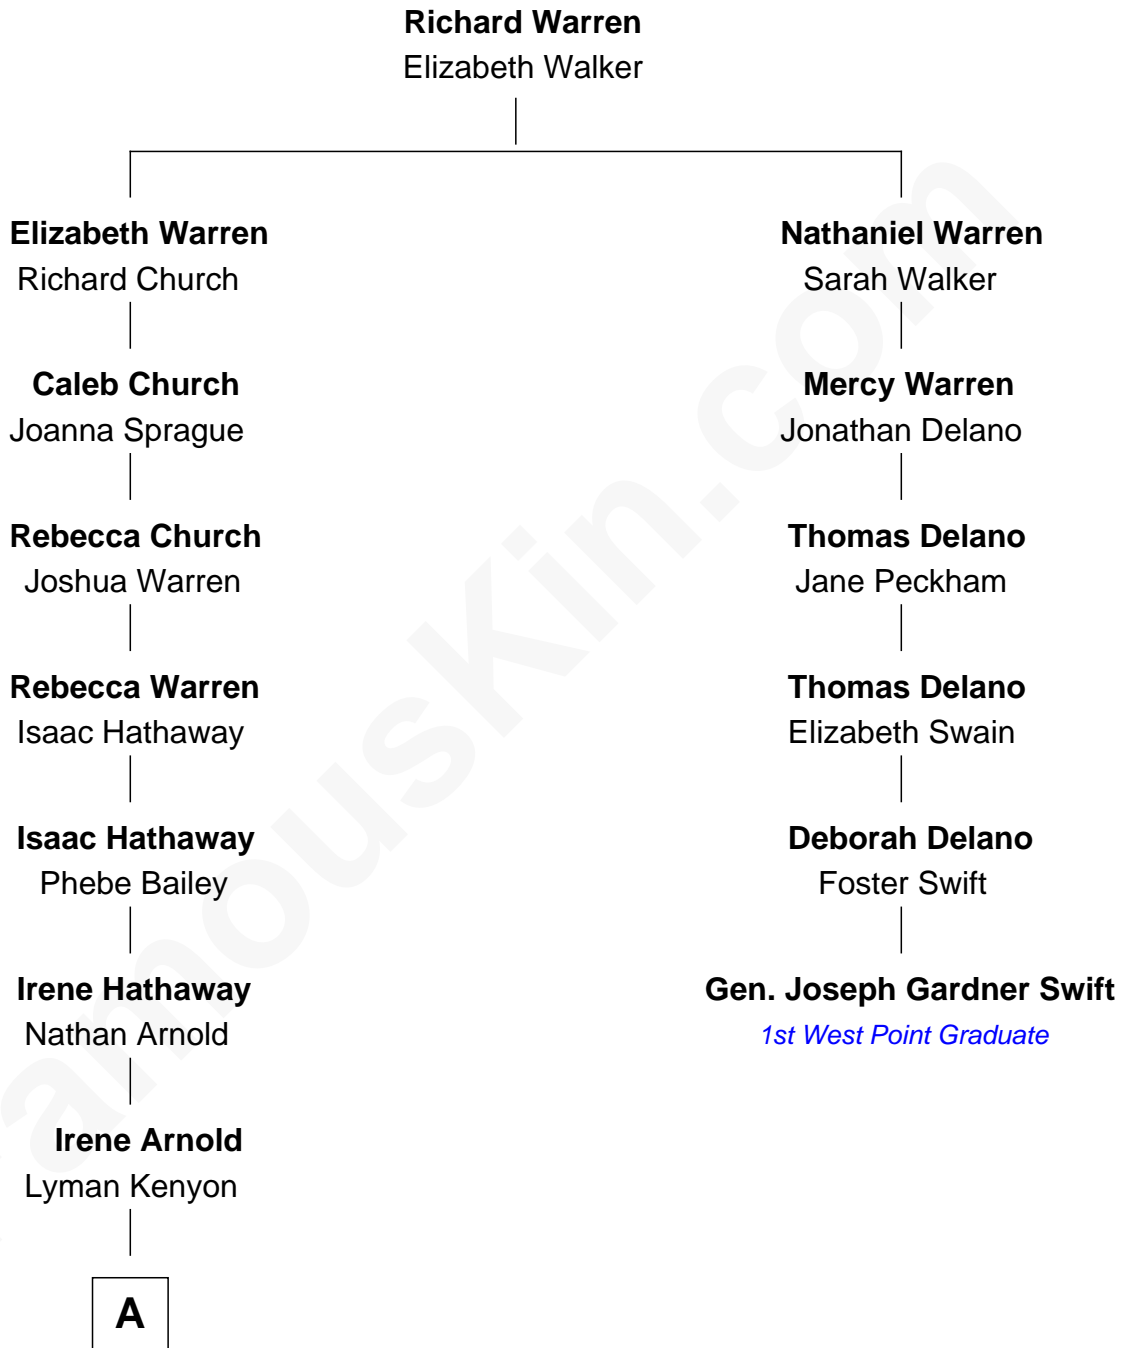 Richard Warren
Elizabeth Walker
Elizabeth Warren
Richard Church
Nathaniel Warren
Sarah Walker
Caleb Church
Joanna Sprague
Mercy Warren
Jonathan Delano
Rebecca Church
Joshua Warren
Thomas Delano
Jane Peckham
Rebecca Warren
Isaac Hathaway
Thomas Delano
Elizabeth Swain
Isaac Hathaway
Phebe Bailey
Deborah Delano
Foster Swift
Irene Hathaway
Nathan Arnold
Gen. Joseph Gardner Swift
1st West Point Graduate
Irene Arnold
Lyman Kenyon
A
amouskin.com